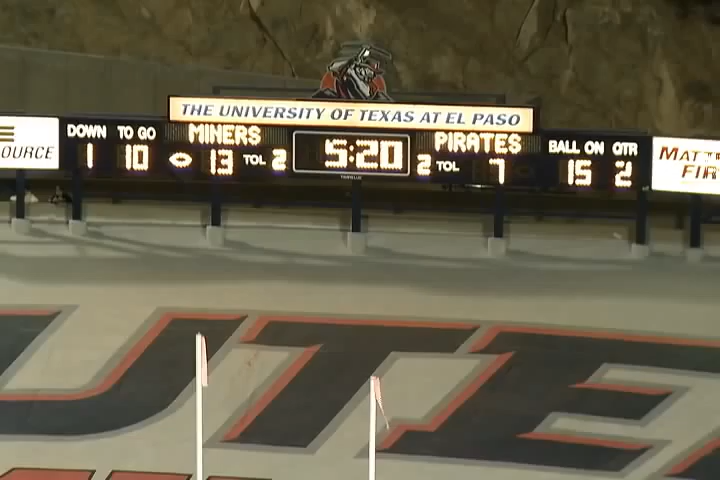 THE UNIVERSITY OF TEXAS AT EL PASO
DOWN TO GO MINERS PIRATES BALL ON QTR
1 10 13 TOL 2 5:20 2 TOL 7 15 2
OURCE
MATT
FIR
UTE